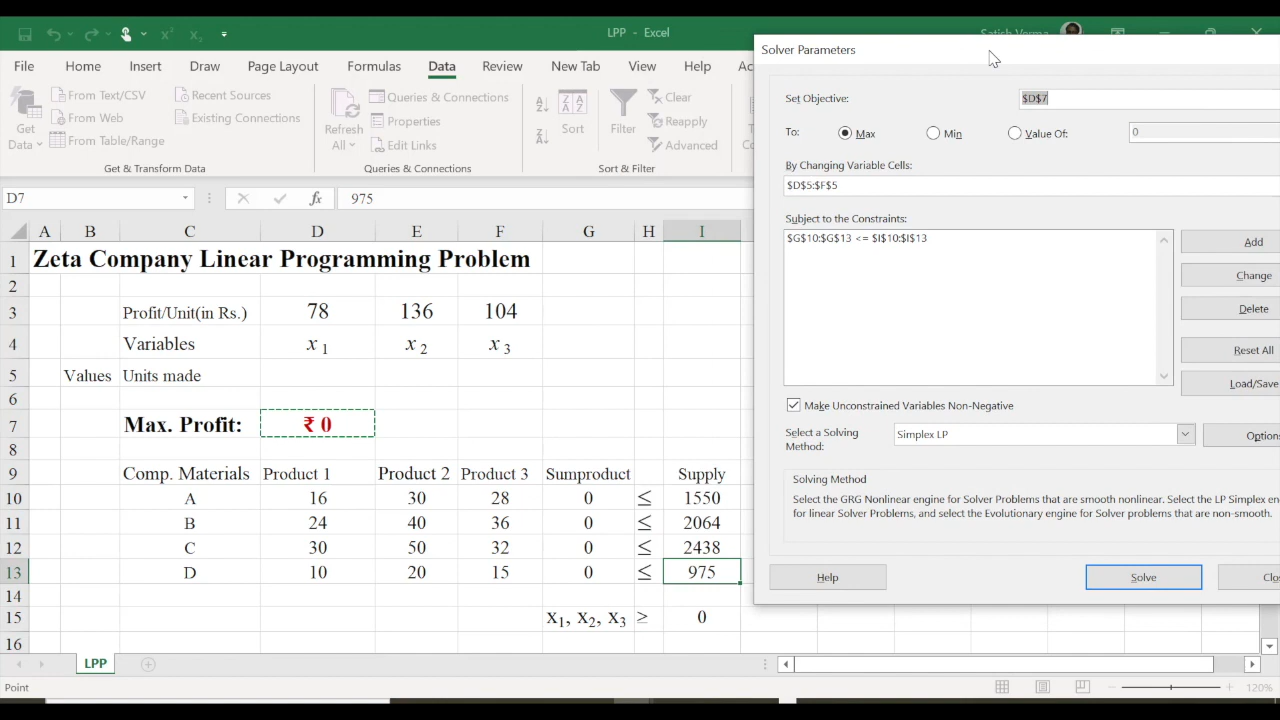 LPP - Excel
Satish Verma
File Home Insert Draw Page Layout Formulas Data Review New Tab View Help
Get Data
From Text/CSV
From Web
From Table/Range
Recent Sources
Existing Connections
Get & Transform Data
Refresh All
Queries & Connections
Properties
Edit Links
Queries & Connections
Sort
Filter
Clear
Reapply
Advanced
Sort & Filter
D7 fx 975
A B C D E F G H I
1 Zeta Company Linear Programming Problem
2
3 Profit/Unit(in Rs.) 78 136 104
4 Variables x 1 x 2 x 3
5 Values Units made
6
7 Max. Profit: ₹ 0
8
9 Comp. Materials Product 1 Product 2 Product 3 Sumproduct Supply
10 A 16 30 28 0 ≤ 1550
11 B 24 40 36 0 ≤ 2064
12 C 30 50 32 0 ≤ 2438
13 D 10 20 15 0 ≤ 975
14
15 x1, x2, x3 ≥ 0
16
LPP
Point
120%
Solver Parameters
Set Objective: $D$7
To: Max Min Value Of: 0
By Changing Variable Cells:
$D$5:$F$5
Subject to the Constraints:
$G$10:$G$13 <= $I$10:$I$13
Add
Change
Delete
Reset All
Load/Save
Make Unconstrained Variables Non-Negative
Select a Solving Method: Simplex LP
Options
Solving Method
Select the GRG Nonlinear engine for Solver Problems that are smooth nonlinear. Select the LP Simplex
for linear Solver Problems, and select the Evolutionary engine for Solver problems that are non-smooth.
Help
Solve